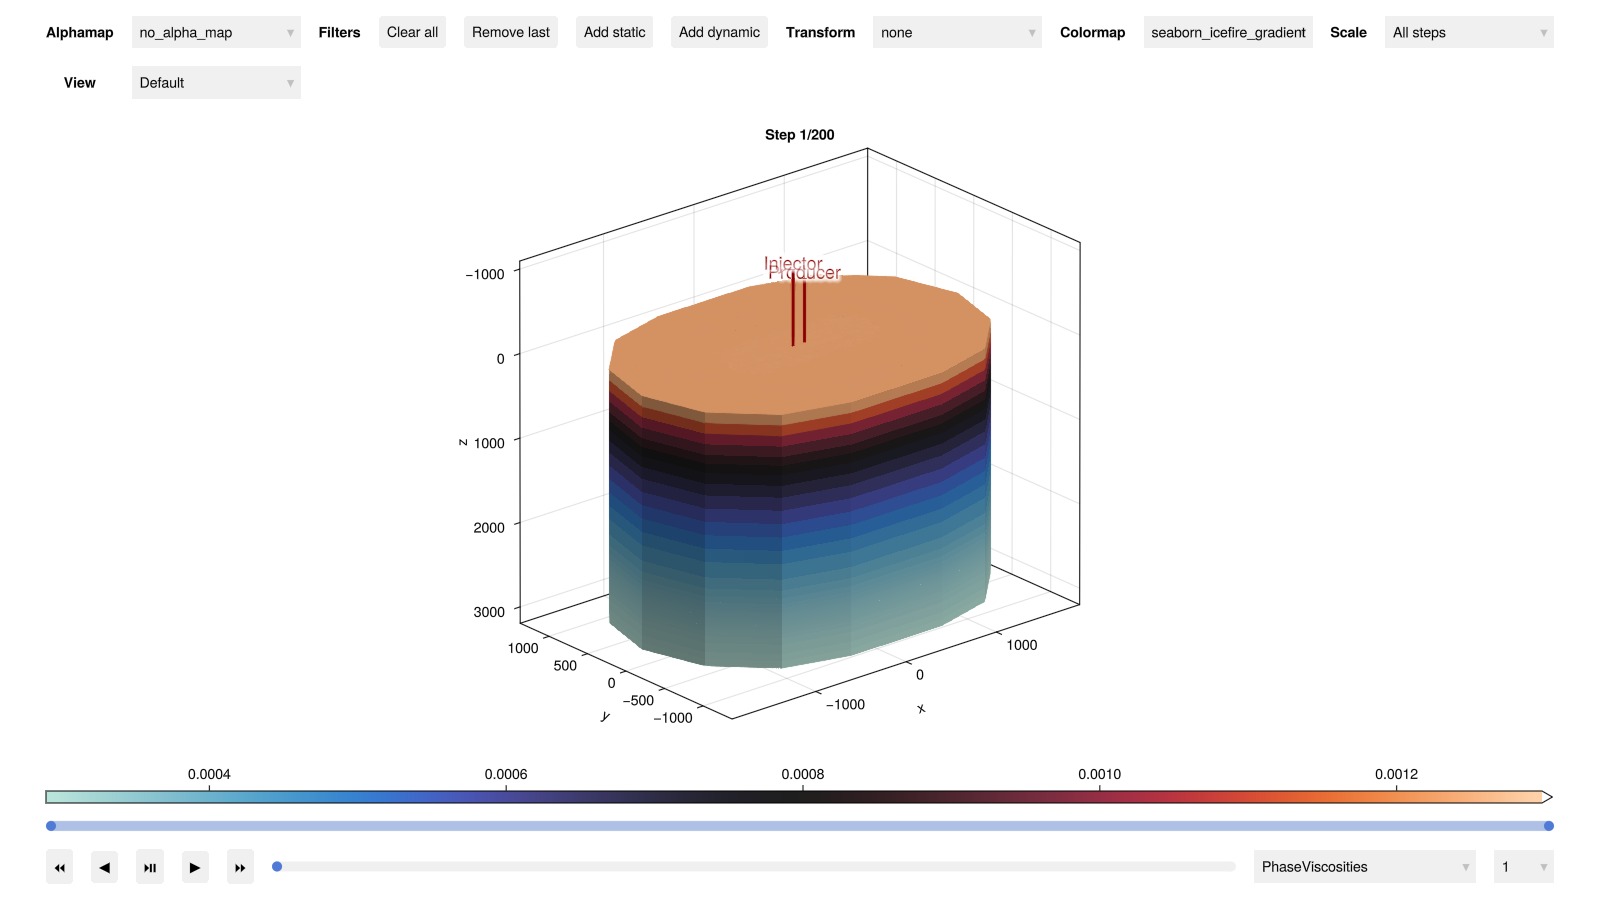 Alphamap no_alpha_map Filters Clear all Remove last Add static Add dynamic Transform none Colormap seaborn_icefire_gradient Scale All steps
View Default
Step 1/200
Injector
Producer
−1000
0
z 1000
2000
3000
1000
500
0
−500
−1000
y
−1000
0
1000
x
0.0004 0.0006 0.0008 0.0010 0.0012
PhaseViscosities 1